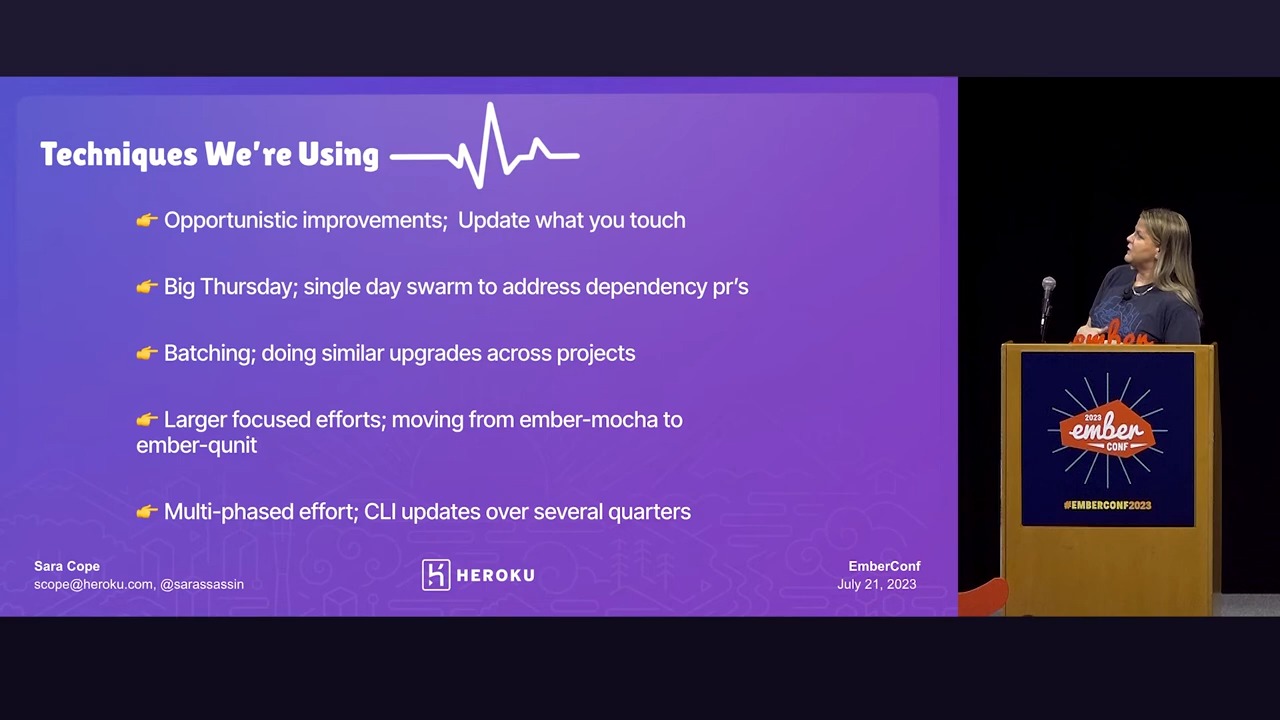 Techniques We're Using
👉 Opportunistic improvements;  Update what you touch
👉 Big Thursday; single day swarm to address dependency pr's
👉 Batching; doing similar upgrades across projects
👉 Larger focused efforts; moving from ember-mocha to
ember-qunit
👉 Multi-phased effort; CLI updates over several quarters
Sara Cope
scope@heroku.com, @sarassassin
HEROKU
EmberConf
July 21, 2023
ember
2023
ember
CONF
#EMBERCONF2023